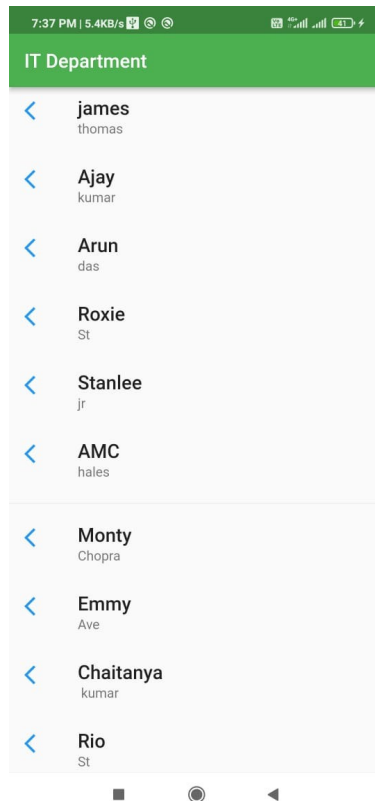 7:37 PM | 5.4KB/s
41
IT Department
james
thomas
Ajay
kumar
Arun
das
Roxie
St
Stanlee
jr
AMC
hales
Monty
Chopra
Emmy
Ave
Chaitanya
kumar
Rio
St